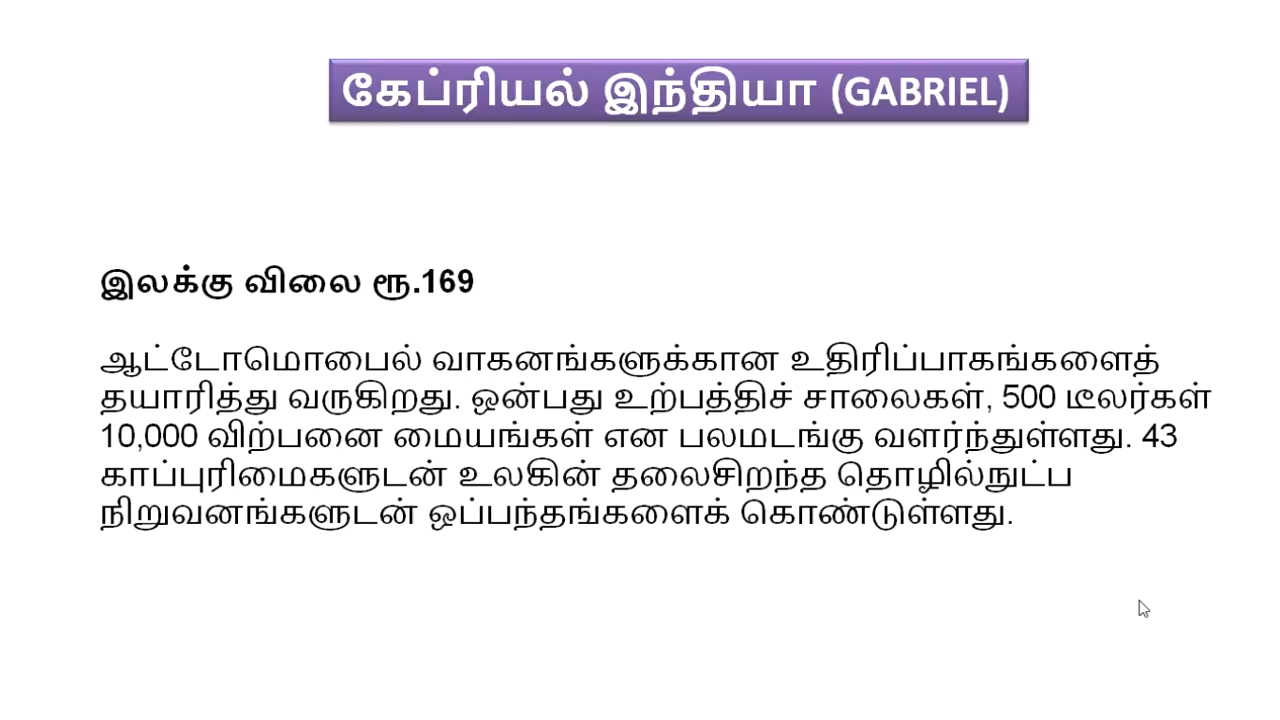 கேப்ரியல் இந்தியா (GABRIEL)
இலக்கு விலை ரூ.169
ஆட்டோமொபைல் வாகனங்களுக்கான உதிரிப்பாகங்களைத்
தயாரித்து வருகிறது. ஒன்பது உற்பத்திச் சாலைகள், 500 டீலர்கள்
10,000 விற்பனை மையங்கள் என பலமடங்கு வளர்ந்துள்ளது. 43
காப்புரிமைகளுடன் உலகின் தலைசிறந்த தொழில்நுட்ப
நிறுவனங்களுடன் ஒப்பந்தங்களைக் கொண்டுள்ளது.